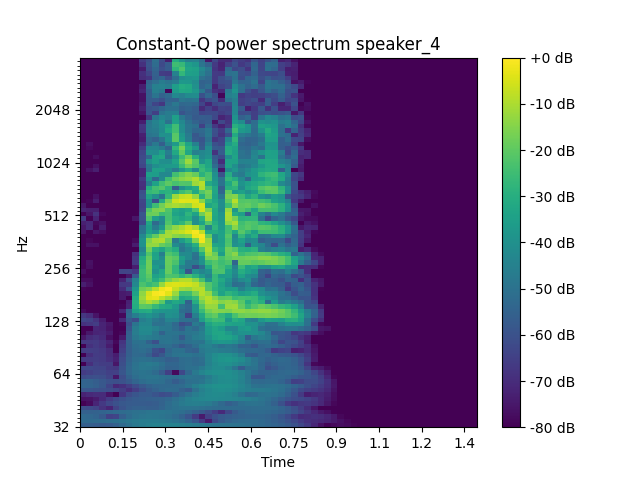 Constant-Q power spectrum speaker_4
Hz
2048
1024
512
256
128
64
32
0 0.15 0.3 0.45 0.6 0.75 0.9 1.1 1.2 1.4
Time
+0 dB
-10 dB
-20 dB
-30 dB
-40 dB
-50 dB
-60 dB
-70 dB
-80 dB